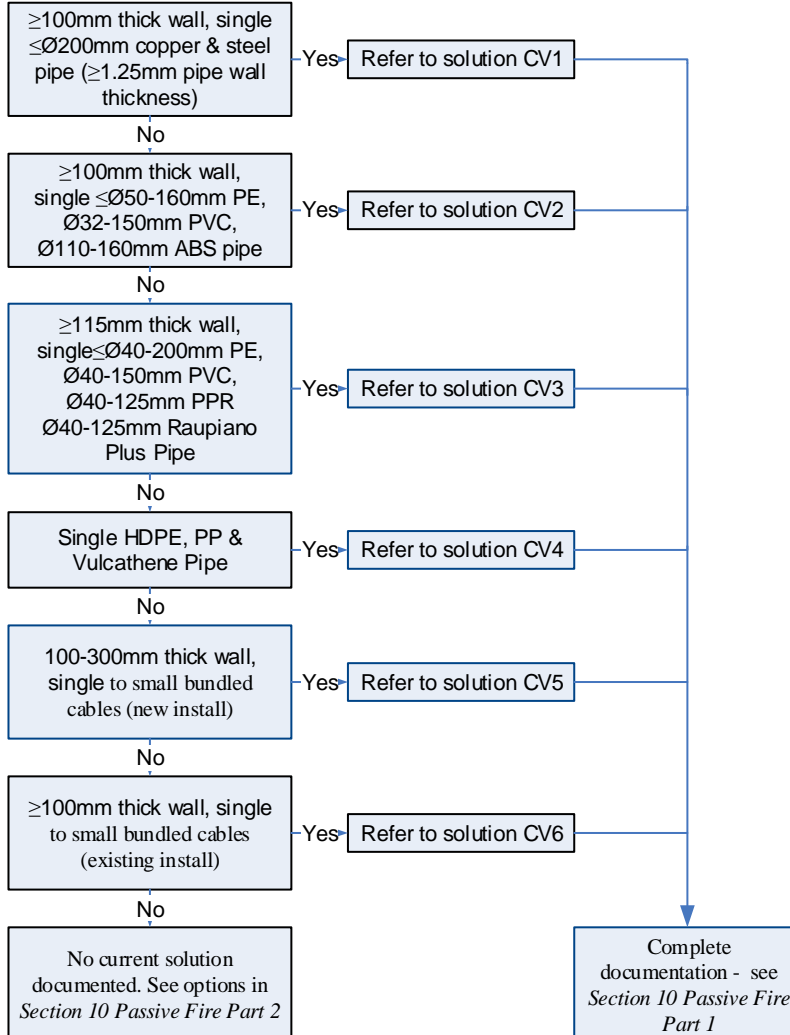 ≥100mm thick wall, single
≤Ø200mm copper & steel
pipe (≥1.25mm pipe wall
thickness)
Yes
Refer to solution CV1
No
≥100mm thick wall,
single ≤Ø50-160mm PE,
Ø32-150mm PVC,
Ø110-160mm ABS pipe
Yes
Refer to solution CV2
No
≥115mm thick wall,
single≤Ø40-200mm PE,
Ø40-150mm PVC,
Ø40-125mm PPR
Ø40-125mm Raupiano
Plus Pipe
Yes
Refer to solution CV3
No
Single HDPE, PP &
Vulcathene Pipe
Yes
Refer to solution CV4
No
100-300mm thick wall,
single to small bundled
cables (new install)
Yes
Refer to solution CV5
No
≥100mm thick wall, single
to small bundled cables
(existing install)
Yes
Refer to solution CV6
No
No current solution
documented. See options in
Section 10 Passive Fire Part 2
Complete
documentation - see
Section 10 Passive Fire
Part 1